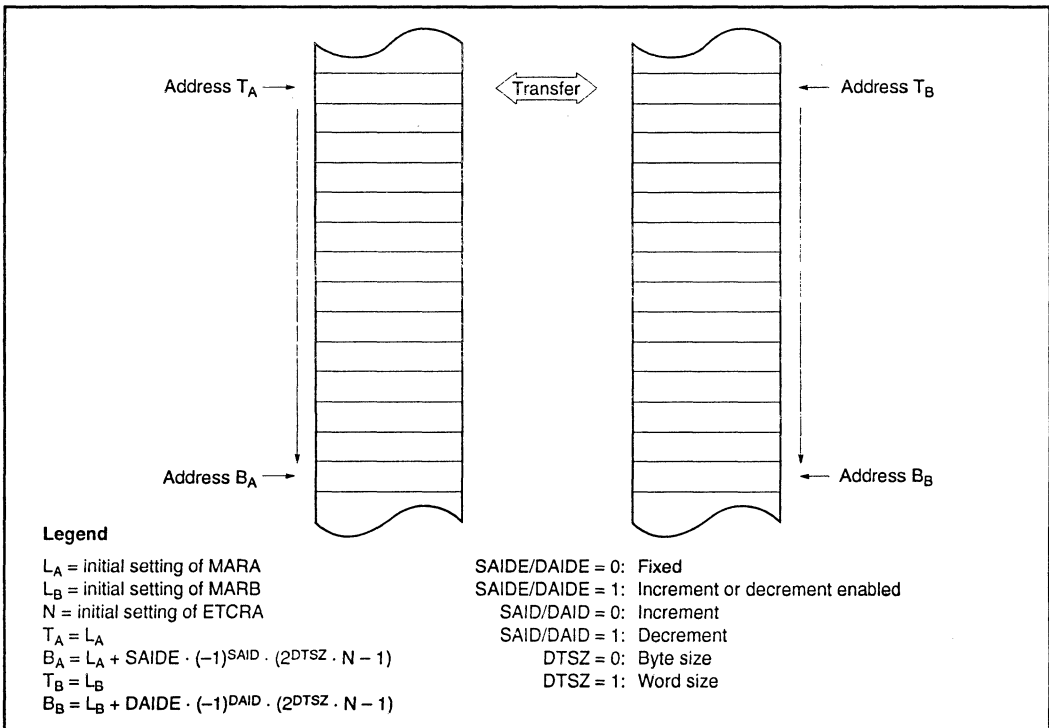 Address T_A
Transfer
Address T_B
Address B_A
Address B_B
Legend
L_A = initial setting of MARA
L_B = initial setting of MARB
N = initial setting of ETCRA
T_A = L_A
B_A = L_A + SAIDE · (–1)^SAID · (2^DTSZ · N – 1)
T_B = L_B
B_B = L_B + DAIDE · (–1)^DAID · (2^DTSZ · N – 1)
SAIDE/DAIDE = 0: Fixed
SAIDE/DAIDE = 1: Increment or decrement enabled
SAID/DAID = 0: Increment
SAID/DAID = 1: Decrement
DTSZ = 0: Byte size
DTSZ = 1: Word size